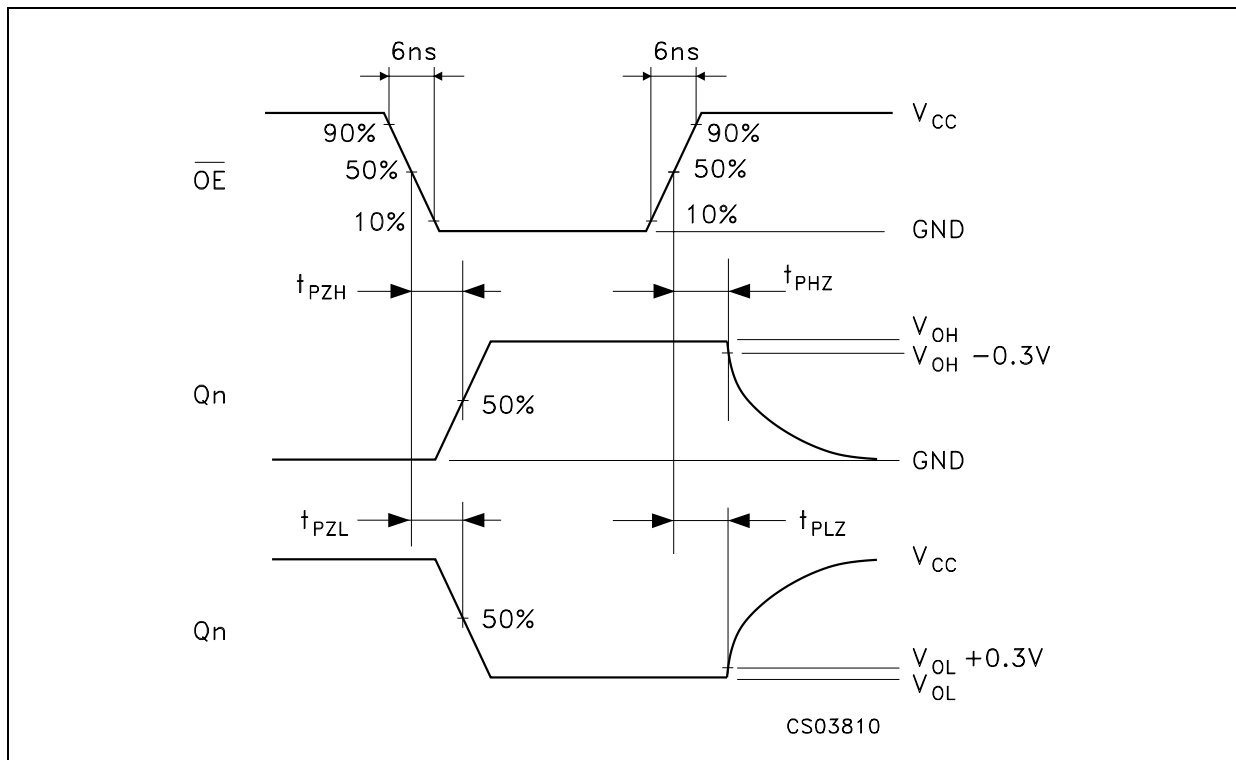 6ns 6ns
90% 90% V_CC
50% 50%
O̅E̅
10% 10%
GND
t_PZH t_PHZ
V_OH
V_OH −0.3V
Qn
50%
GND
t_PZL t_PLZ
V_CC
50%
Qn
V_OL +0.3V
V_OL
CS03810